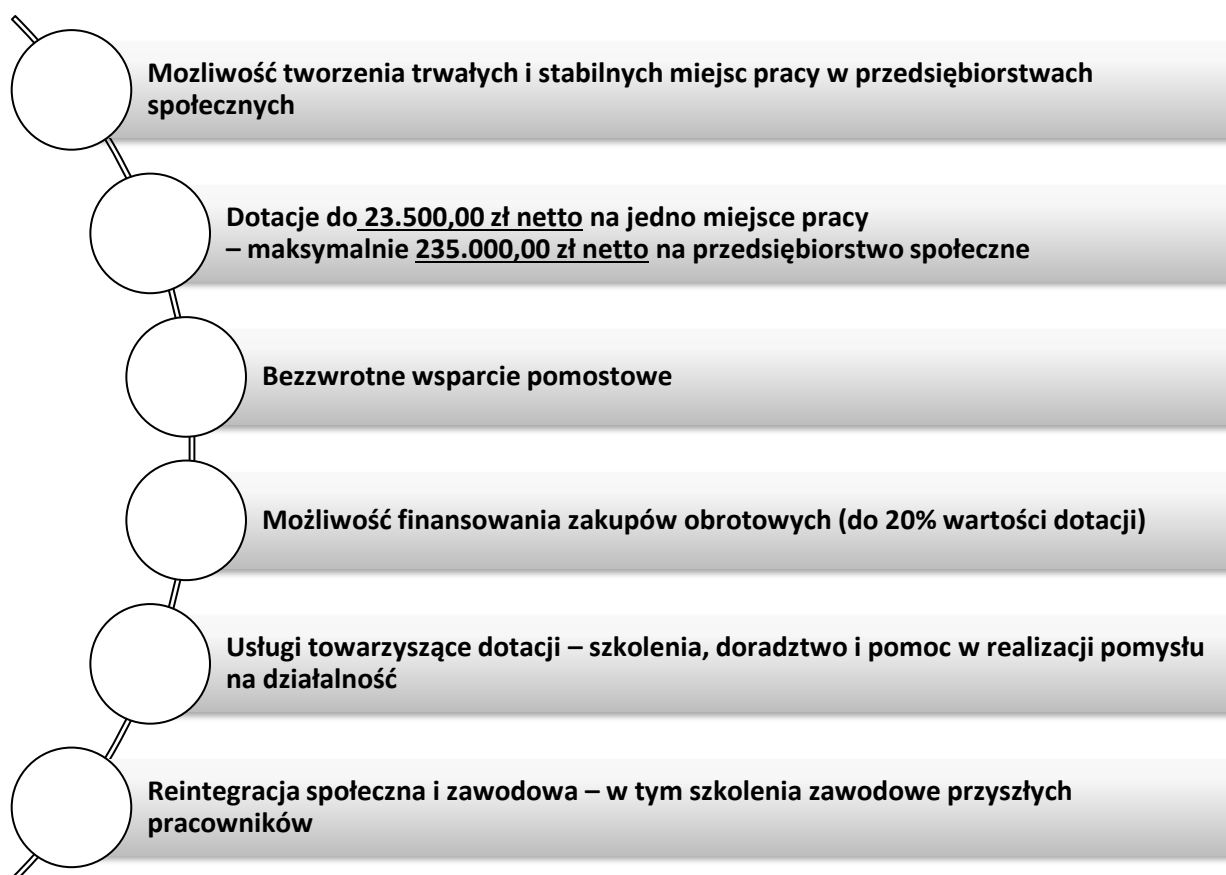 Mozliwość tworzenia trwałych i stabilnych miejsc pracy w przedsiębiorstwach
społecznych
Dotacje do 23.500,00 zł netto na jedno miejsce pracy
– maksymalnie 235.000,00 zł netto na przedsiębiorstwo społeczne
Bezzwrotne wsparcie pomostowe
Możliwość finansowania zakupów obrotowych (do 20% wartości dotacji)
Usługi towarzyszące dotacji – szkolenia, doradztwo i pomoc w realizacji pomysłu
na działalność
Reintegracja społeczna i zawodowa – w tym szkolenia zawodowe przyszłych
pracowników